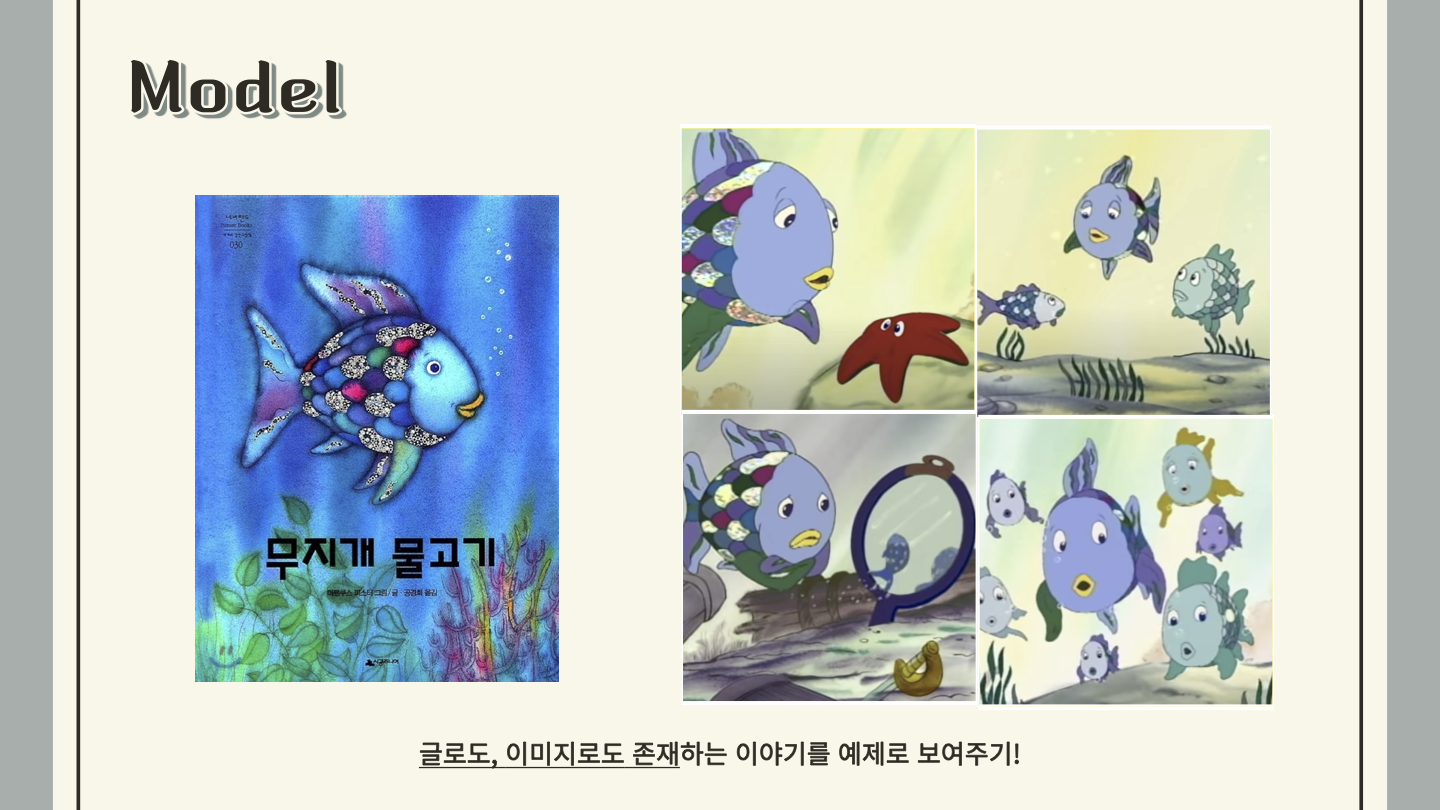 Model
030
무지개 물고기
마르쿠스 피스터 그림/글 · 공경희 옮김
글로도, 이미지로도 존재하는 이야기를 예제로 보여주기!